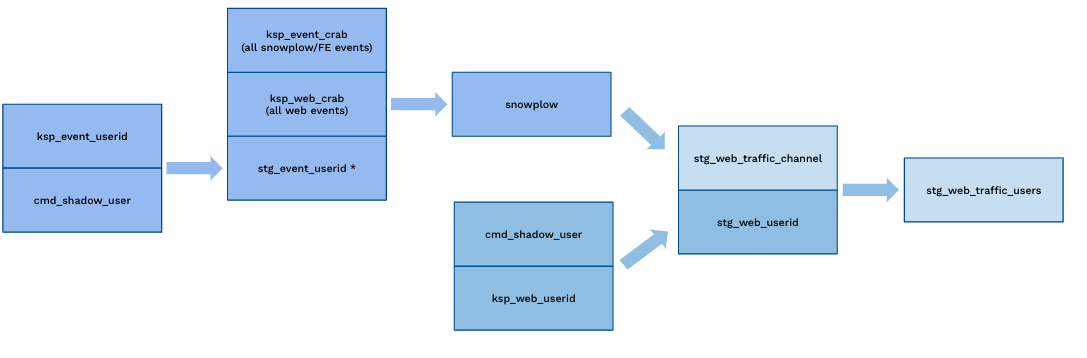 ksp_event_userid
cmd_shadow_user
ksp_event_crab
(all snowplow/FE events)
ksp_web_crab
(all web events)
stg_event_userid *
snowplow
cmd_shadow_user
ksp_web_userid
stg_web_traffic_channel
stg_web_userid
stg_web_traffic_users